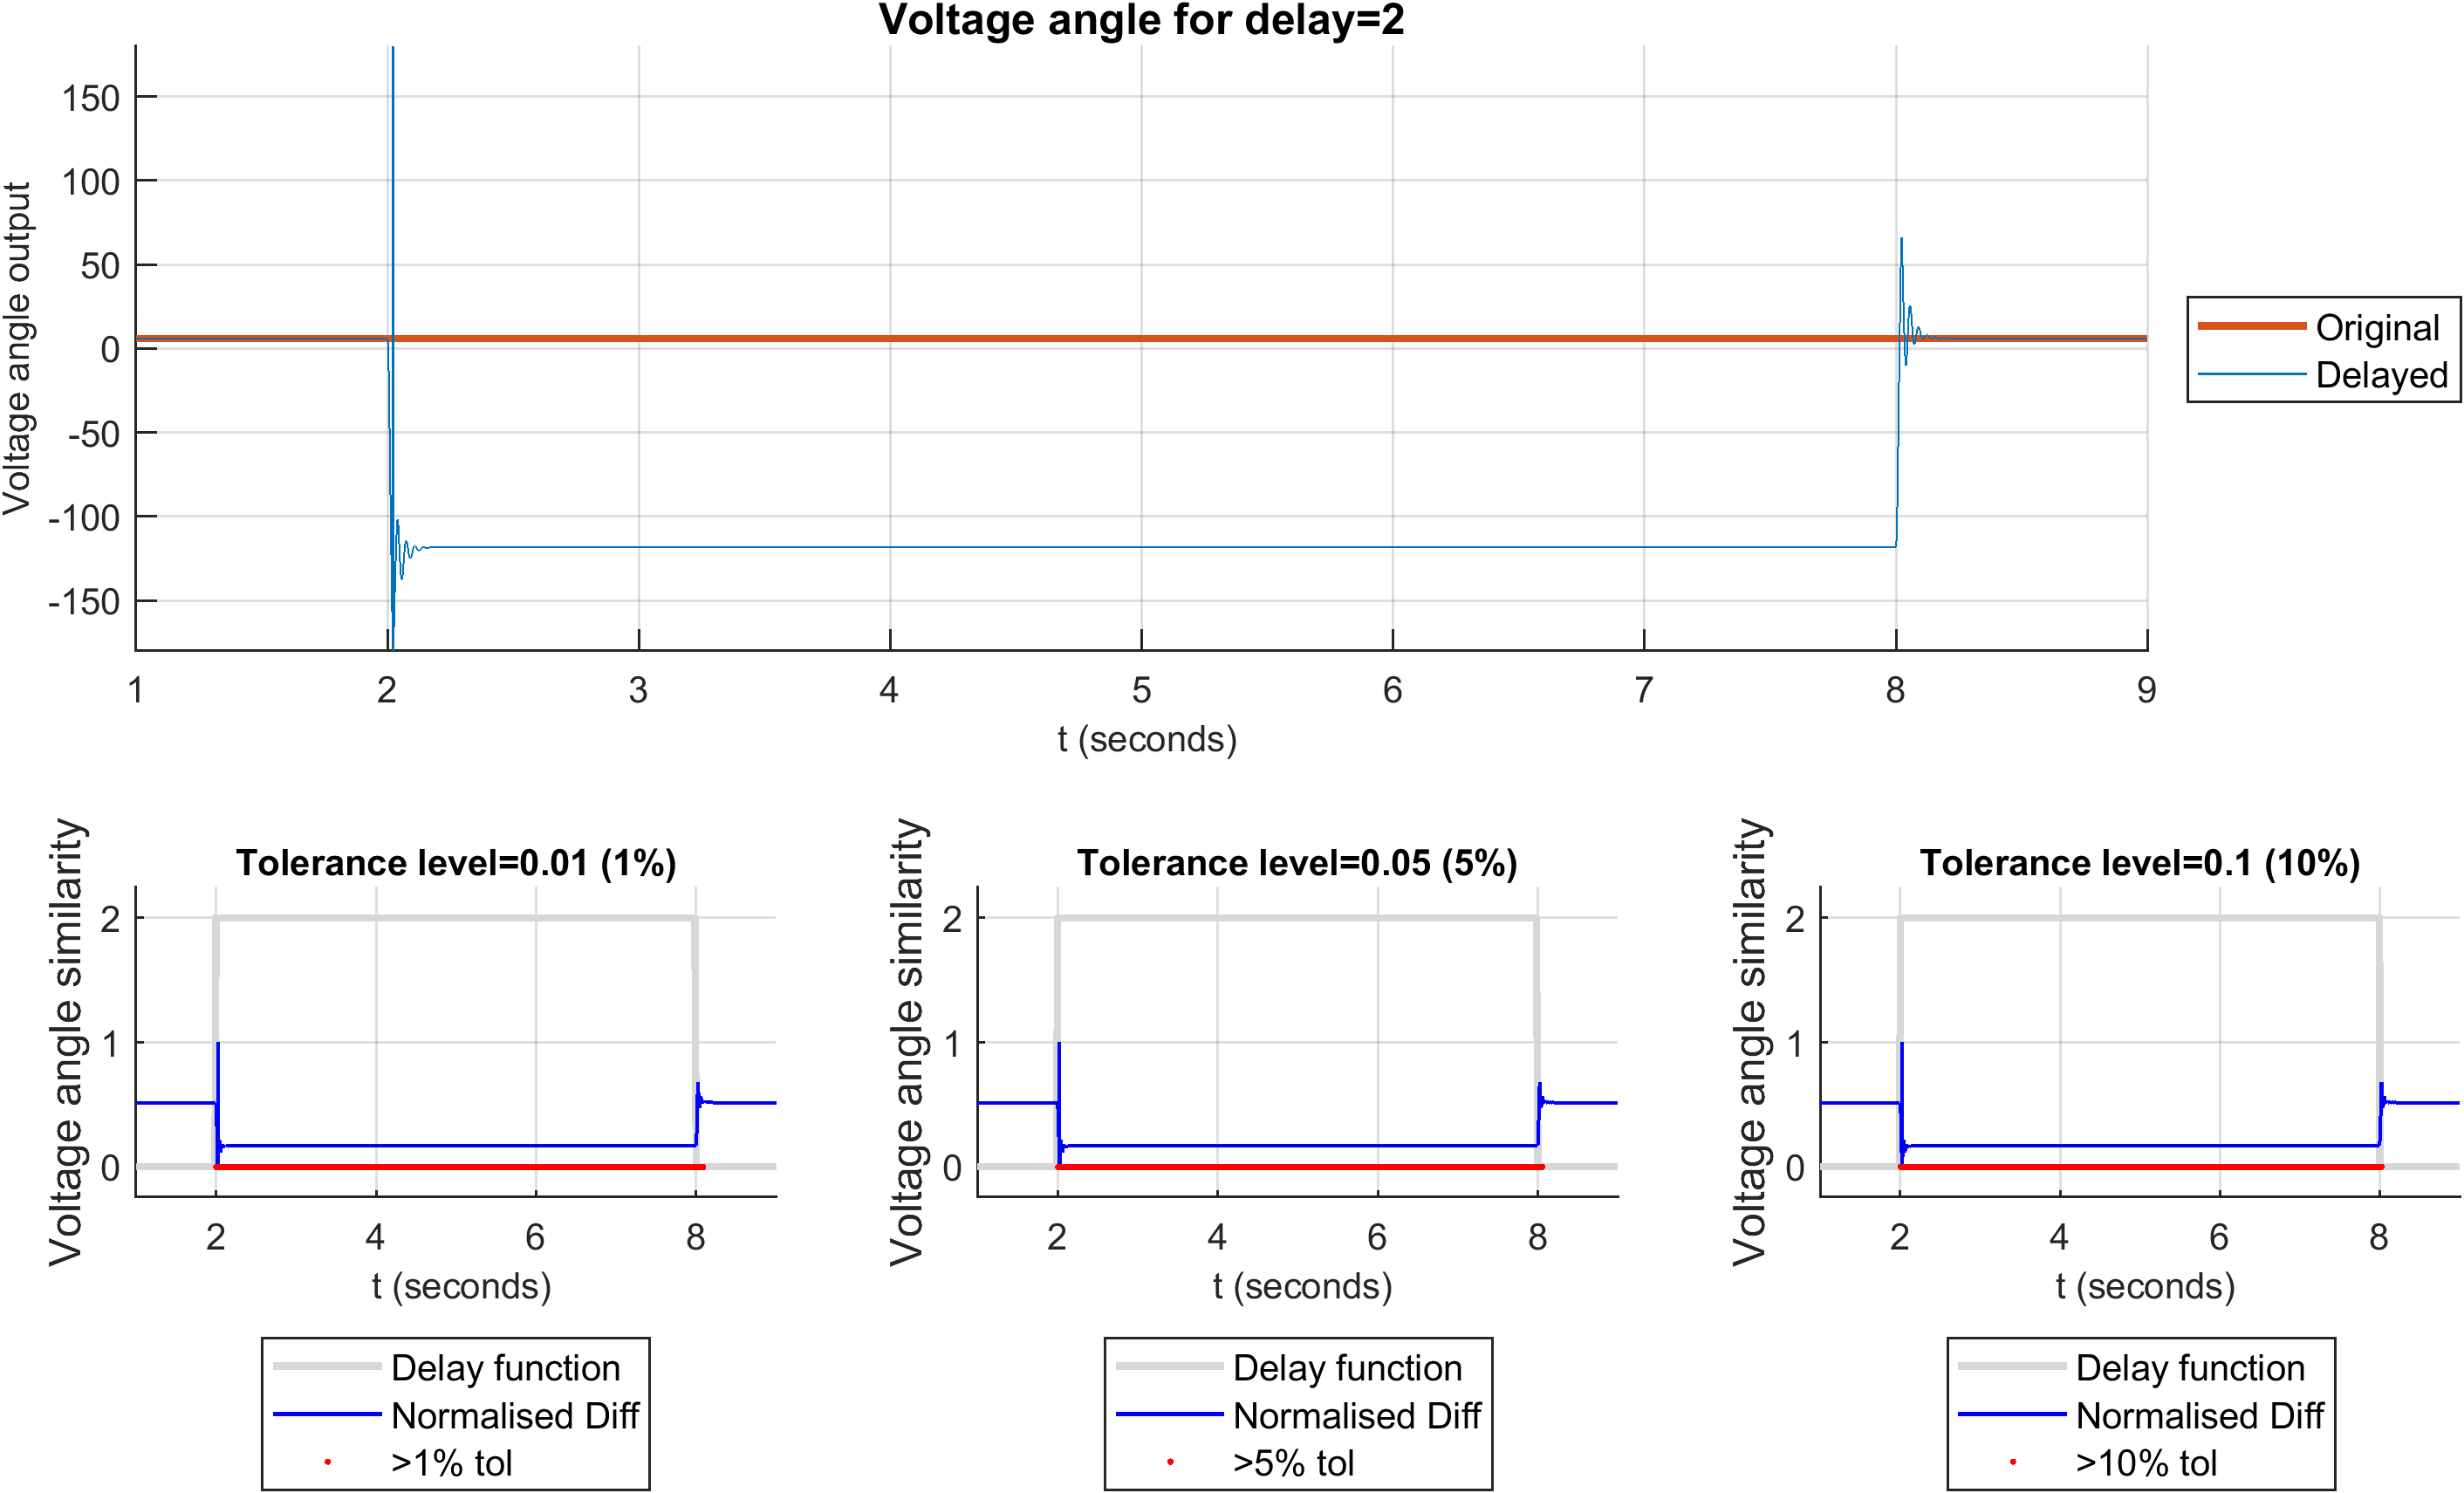 Voltage angle for delay=2
Voltage angle output
150
100
50
0
-50
-100
-150
1 2 3 4 5 6 7 8 9
t (seconds)
Original
Delayed
Tolerance level=0.01 (1%)
Voltage angle similarity
2
1
0
2 4 6 8
t (seconds)
Delay function
Normalised Diff
>1% tol
Tolerance level=0.05 (5%)
Voltage angle similarity
2
1
0
2 4 6 8
t (seconds)
Delay function
Normalised Diff
>5% tol
Tolerance level=0.1 (10%)
Voltage angle similarity
2
1
0
2 4 6 8
t (seconds)
Delay function
Normalised Diff
>10% tol